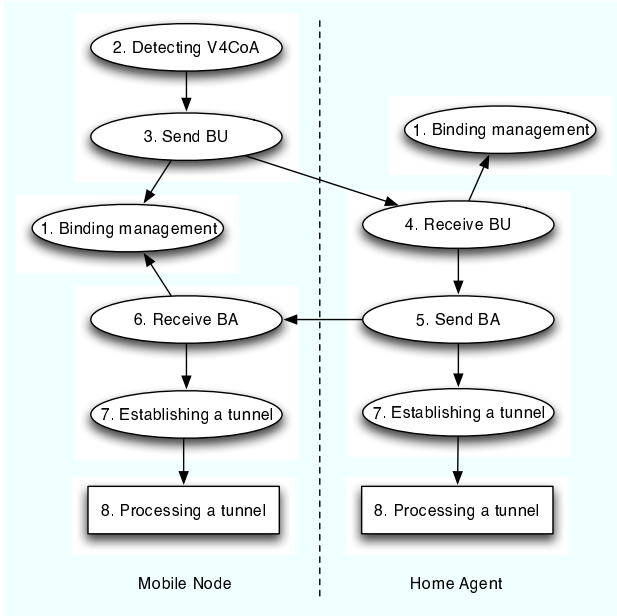 2. Detecting V4CoA
3. Send BU
1. Binding management
1. Binding management
4. Receive BU
6. Receive BA
5. Send BA
7. Establishing a tunnel
7. Establishing a tunnel
8. Processing a tunnel
8. Processing a tunnel
Mobile Node
Home Agent